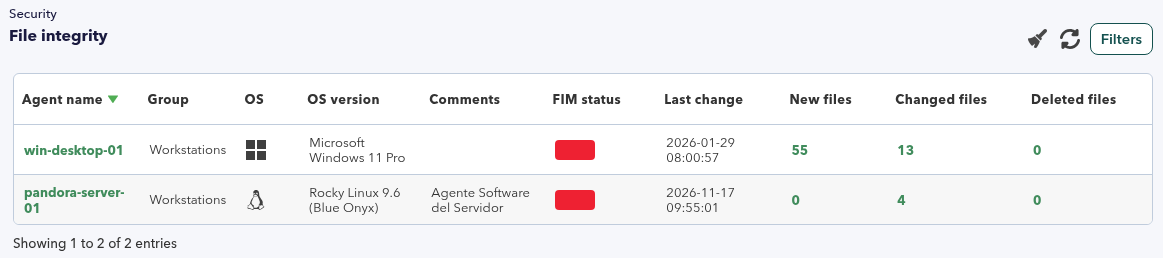 Security
File integrity
Filters
Agent name Group OS OS version Comments FIM status Last change New files Changed files Deleted files
win-desktop-01 Workstations Microsoft Windows 11 Pro 2026-01-29 08:00:57 55 13 0
pandora-server-01 Workstations Rocky Linux 9.6 (Blue Onyx) Agente Software del Servidor 2026-11-17 09:55:01 0 4 0
Showing 1 to 2 of 2 entries